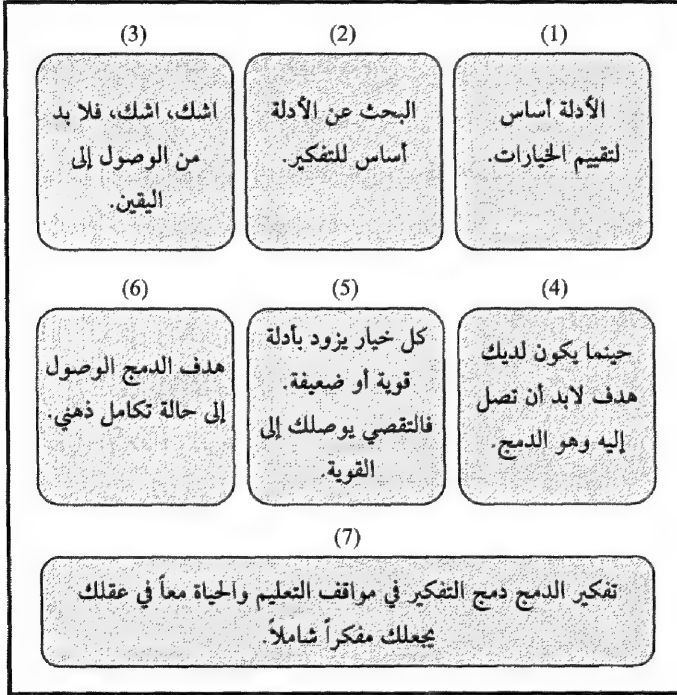 (1)
الأدلة أساس
لتقييم الخيارات.
(2)
البحث عن الأدلة
أساس للتفكير.
(3)
اشك، اشك، فلا بد
من الوصول إلى
اليقين.
(4)
حينما يكون لديك
هدف لابد أن تصل
إليه وهو الدمج.
(5)
كل خيار يزود بأدلة
قوية أو ضعيفة.
فالتقصي يوصلك إلى
القوية.
(6)
هدف الدمج الوصول
إلى حالة تكامل ذهني.
(7)
تفكير الدمج دمج التفكير في مواقف التعليم والحياة معاً في عقلك
يجعلك مفكراً شاملاً.